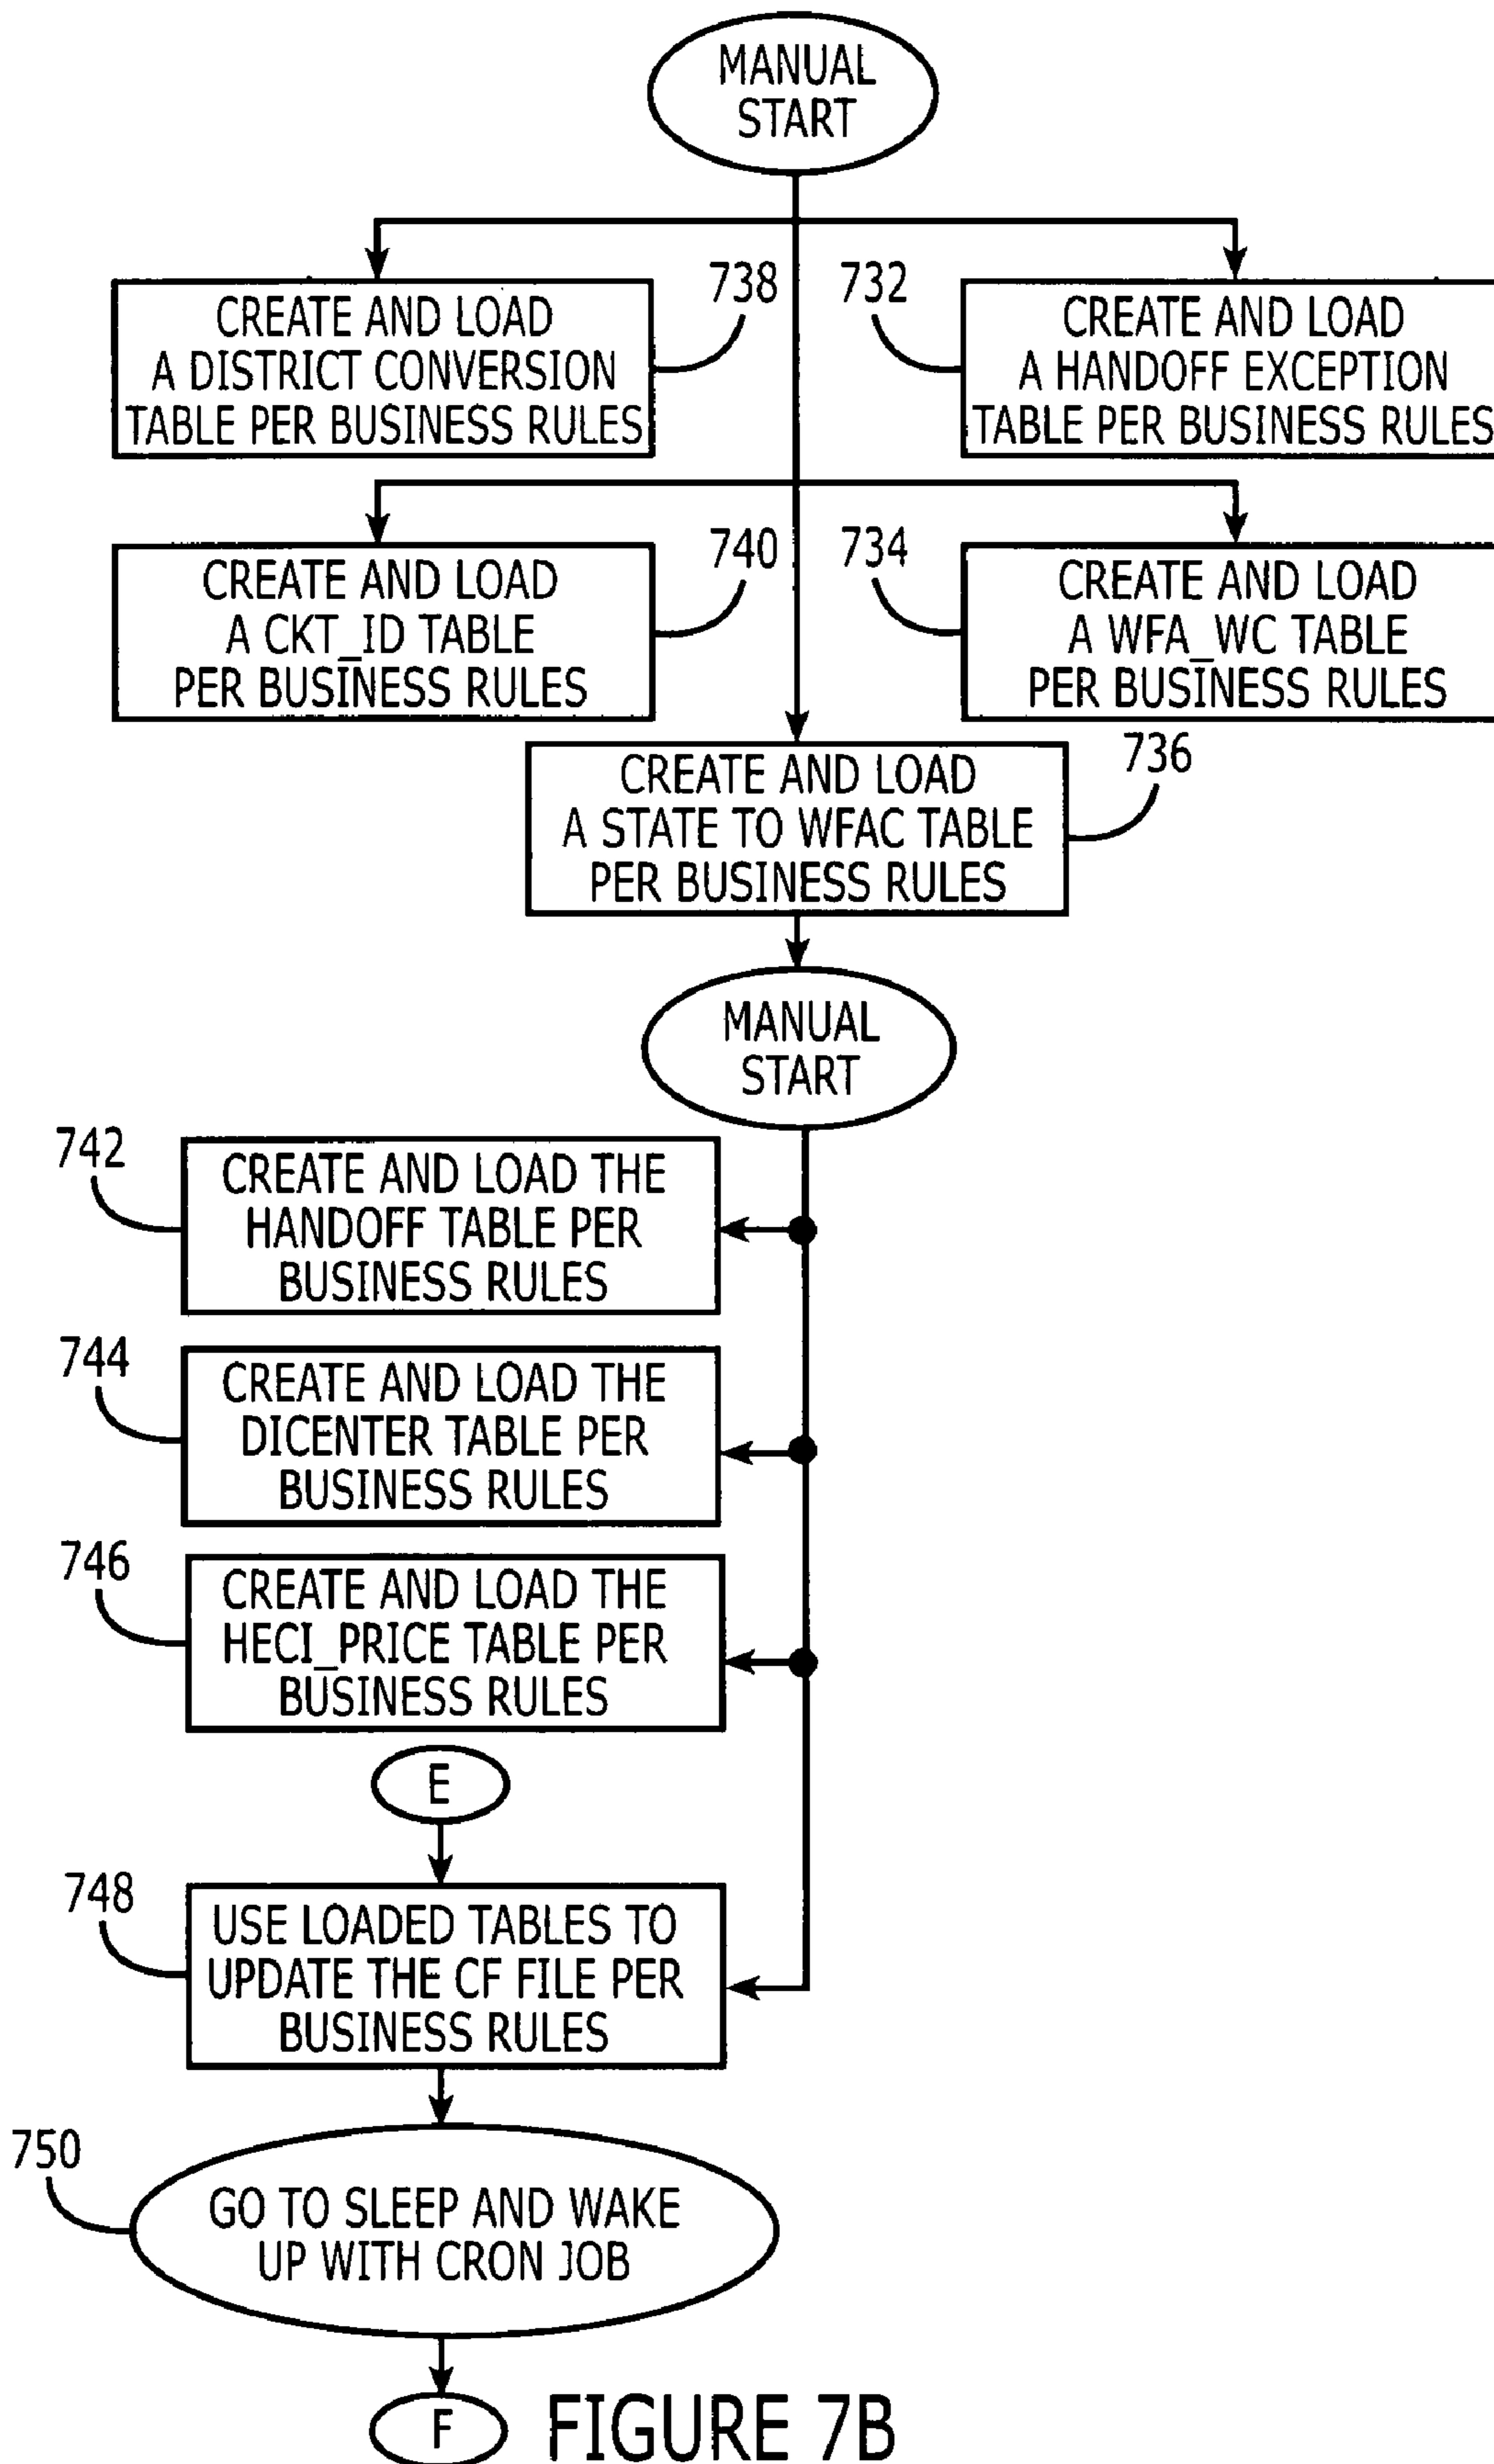 MANUAL
START
738
732
CREATE AND LOAD
A DISTRICT CONVERSION
TABLE PER BUSINESS RULES
CREATE AND LOAD
A HANDOFF EXCEPTION
TABLE PER BUSINESS RULES
740
734
CREATE AND LOAD
A CKT_ID TABLE
PER BUSINESS RULES
CREATE AND LOAD
A WFA_WC TABLE
PER BUSINESS RULES
736
CREATE AND LOAD
A STATE TO WFAC TABLE
PER BUSINESS RULES
MANUAL
START
742
CREATE AND LOAD THE
HANDOFF TABLE PER
BUSINESS RULES
744
CREATE AND LOAD THE
DICENTER TABLE PER
BUSINESS RULES
746
CREATE AND LOAD THE
HECI_PRICE TABLE PER
BUSINESS RULES
E
748
USE LOADED TABLES TO
UPDATE THE CF FILE PER
BUSINESS RULES
750
GO TO SLEEP AND WAKE
UP WITH CRON JOB
F
FIGURE 7B